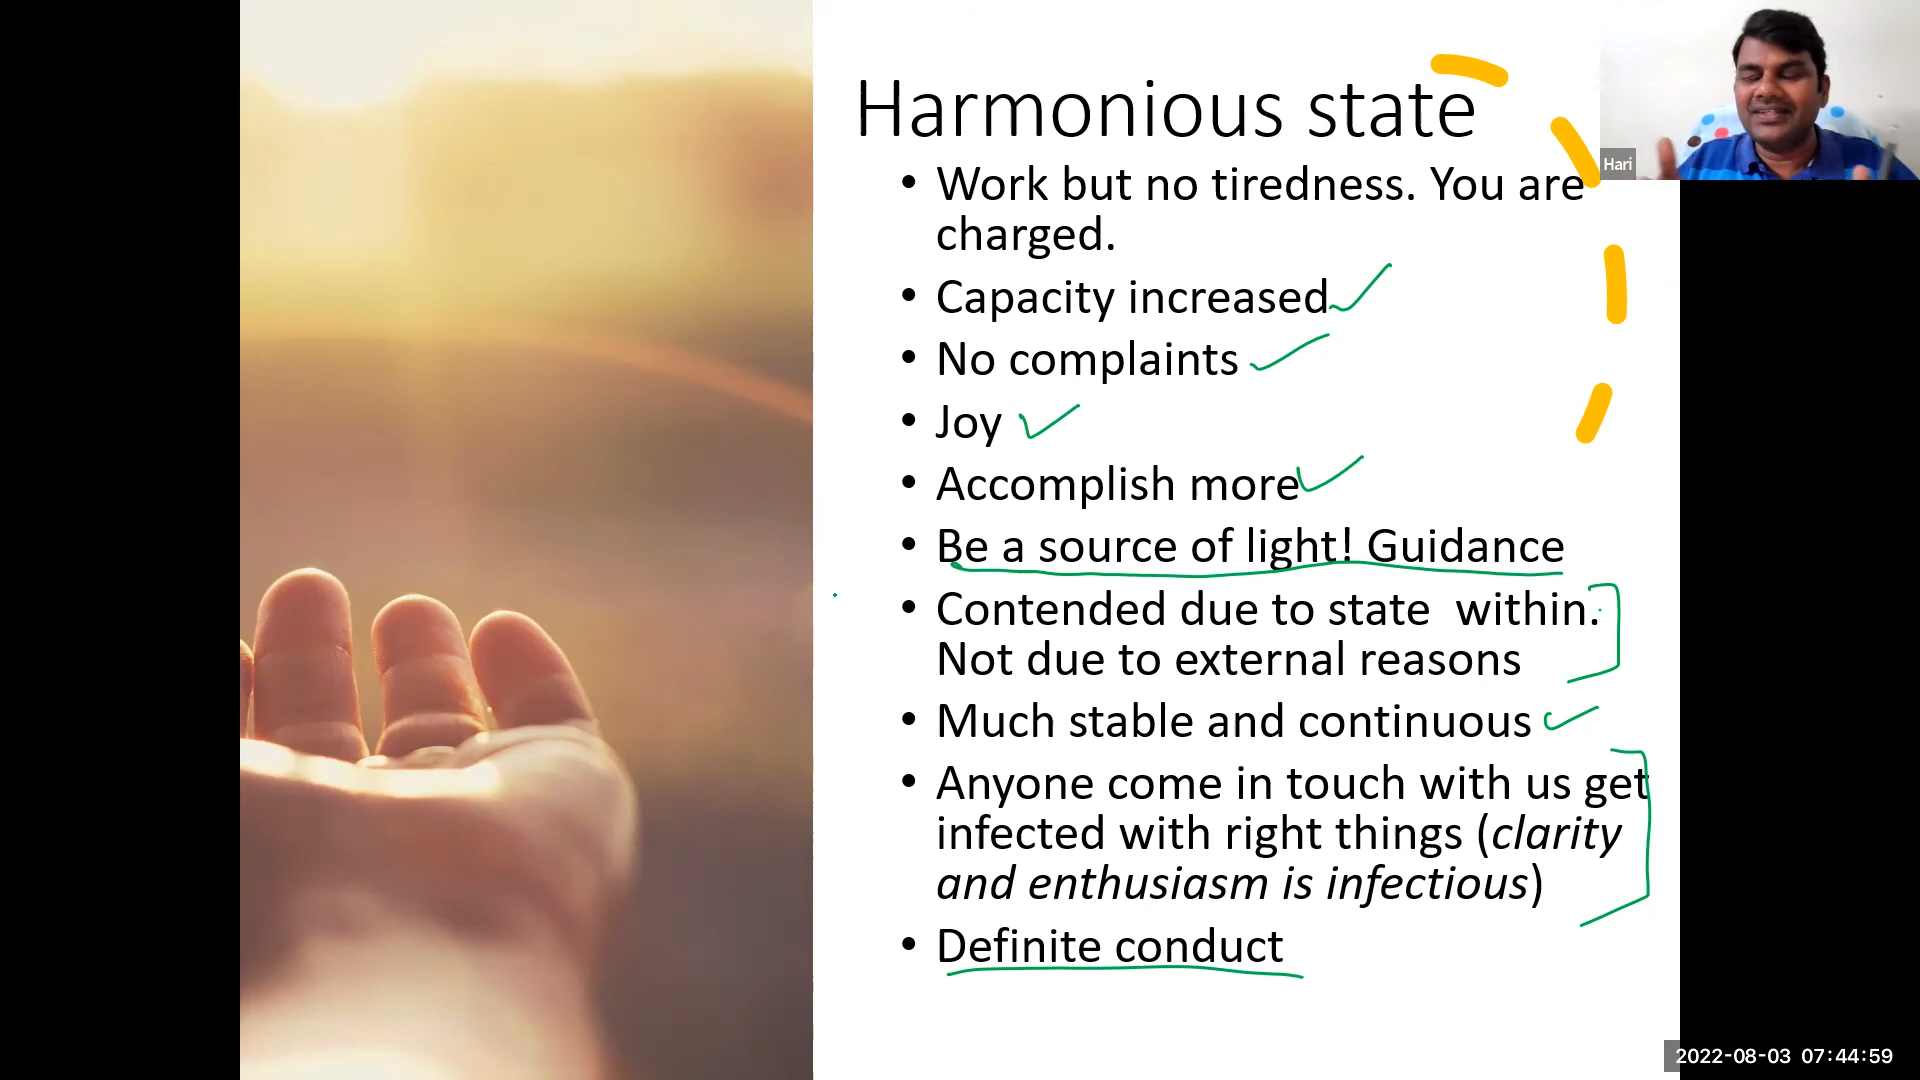 Harmonious state
Hari
• Work but no tiredness. You are
charged.
• Capacity increased
• No complaints
• Joy
• Accomplish more
• Be a source of light! Guidance
• Contended due to state  within.
Not due to external reasons
• Much stable and continuous
• Anyone come in touch with us get
infected with right things (clarity
and enthusiasm is infectious)
• Definite conduct
2022-08-03 07:44:59